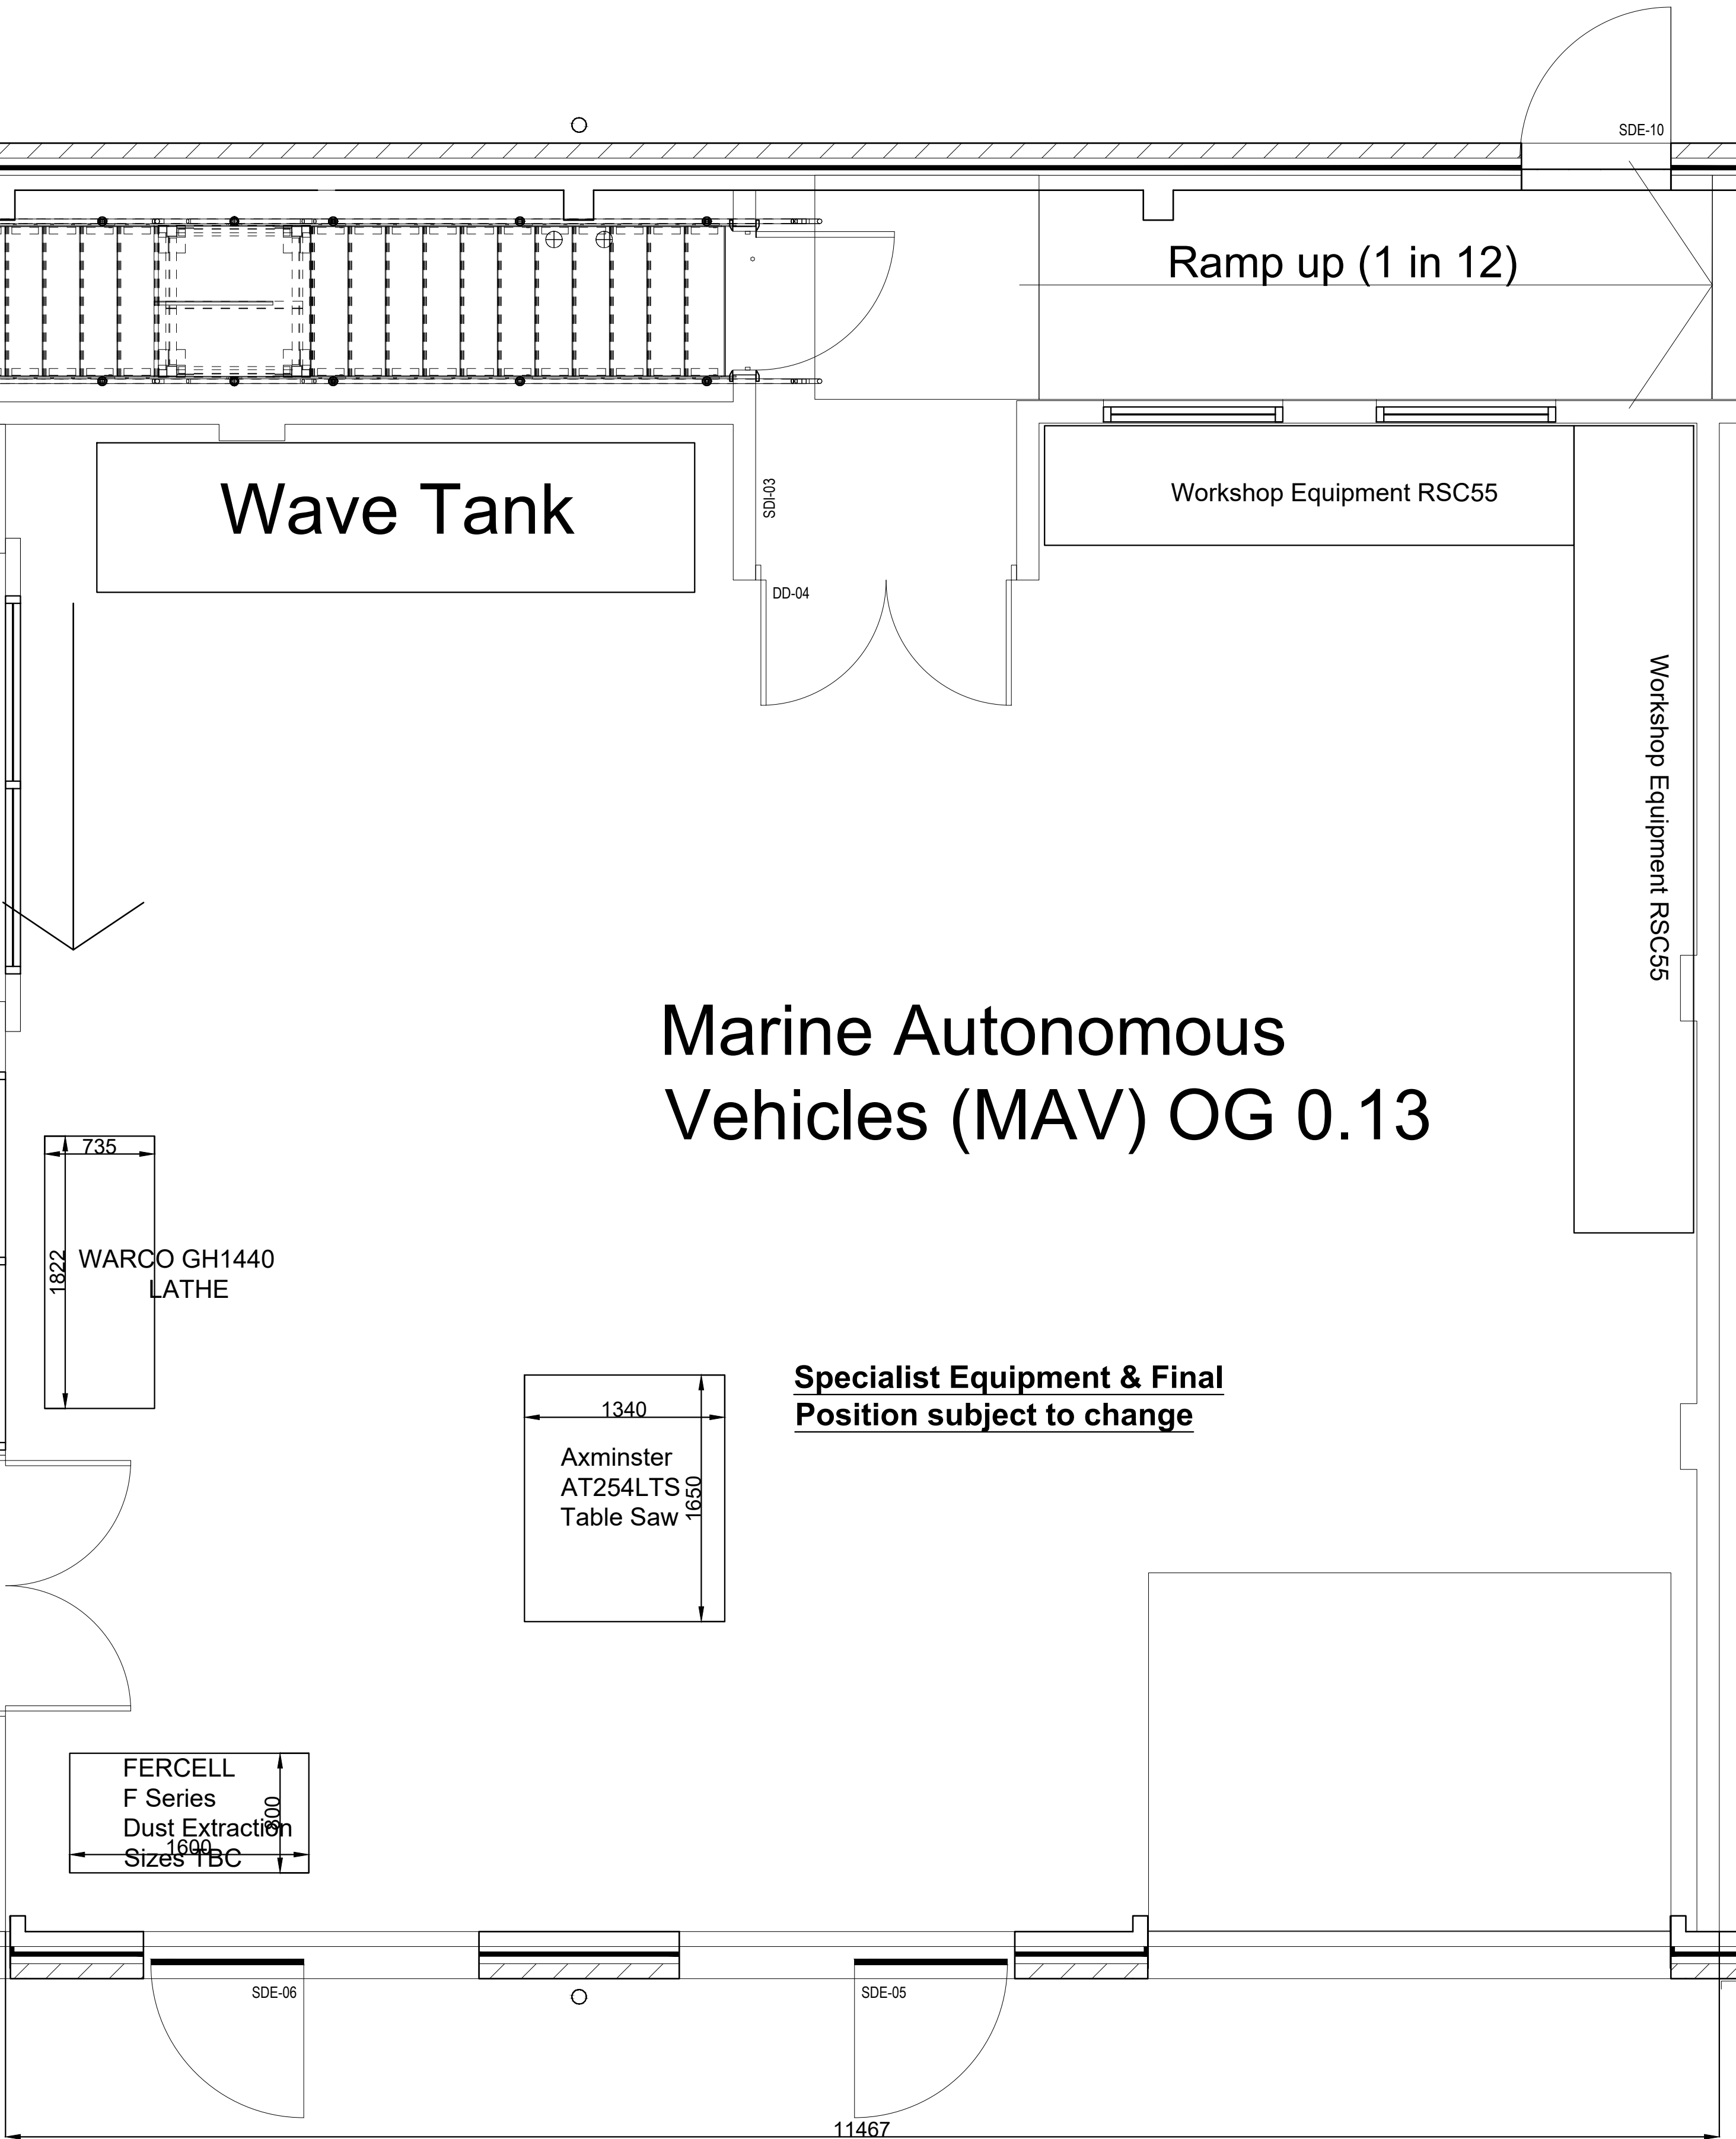 SDE-10
Ramp up (1 in 12)
Wave Tank
SDI-03
Workshop Equipment RSC55
DD-04
Workshop Equipment RSC55
Marine Autonomous
Vehicles (MAV) OG 0.13
735
1822
WARCO GH1440
LATHE
Specialist Equipment & Final
Position subject to change
1340
Axminster
AT254LTS
Table Saw
1650
FERCELL
F Series
Dust Extraction
Sizes TBC
800
1600
SDE-06
SDE-05
11467